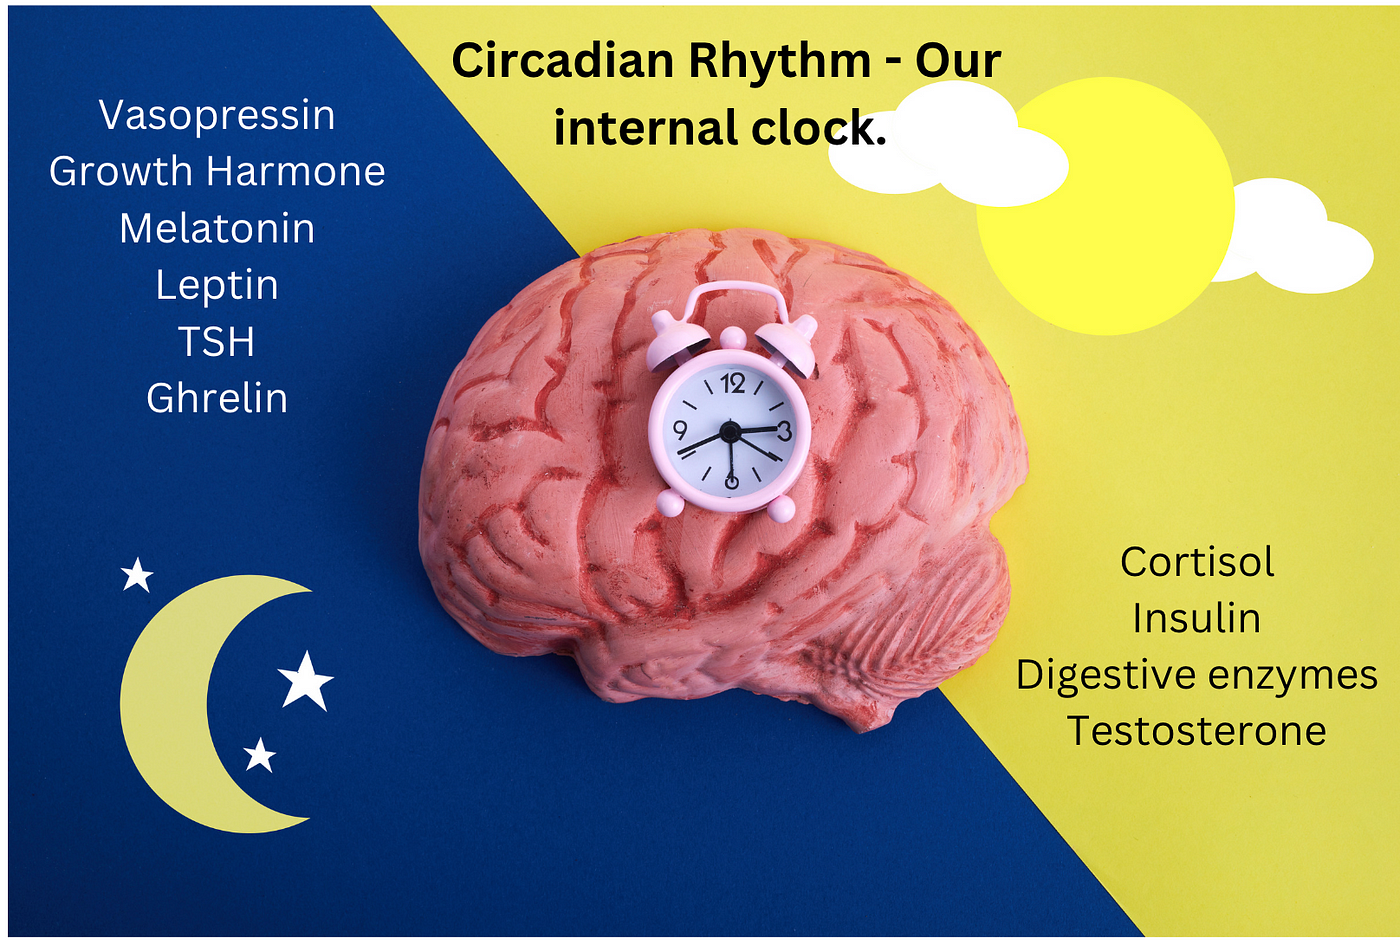 Circadian Rhythm - Our
internal clock.
Vasopressin
Growth Harmone
Melatonin
Leptin
TSH
Ghrelin
12
9
3
6
Cortisol
Insulin
Digestive enzymes
Testosterone